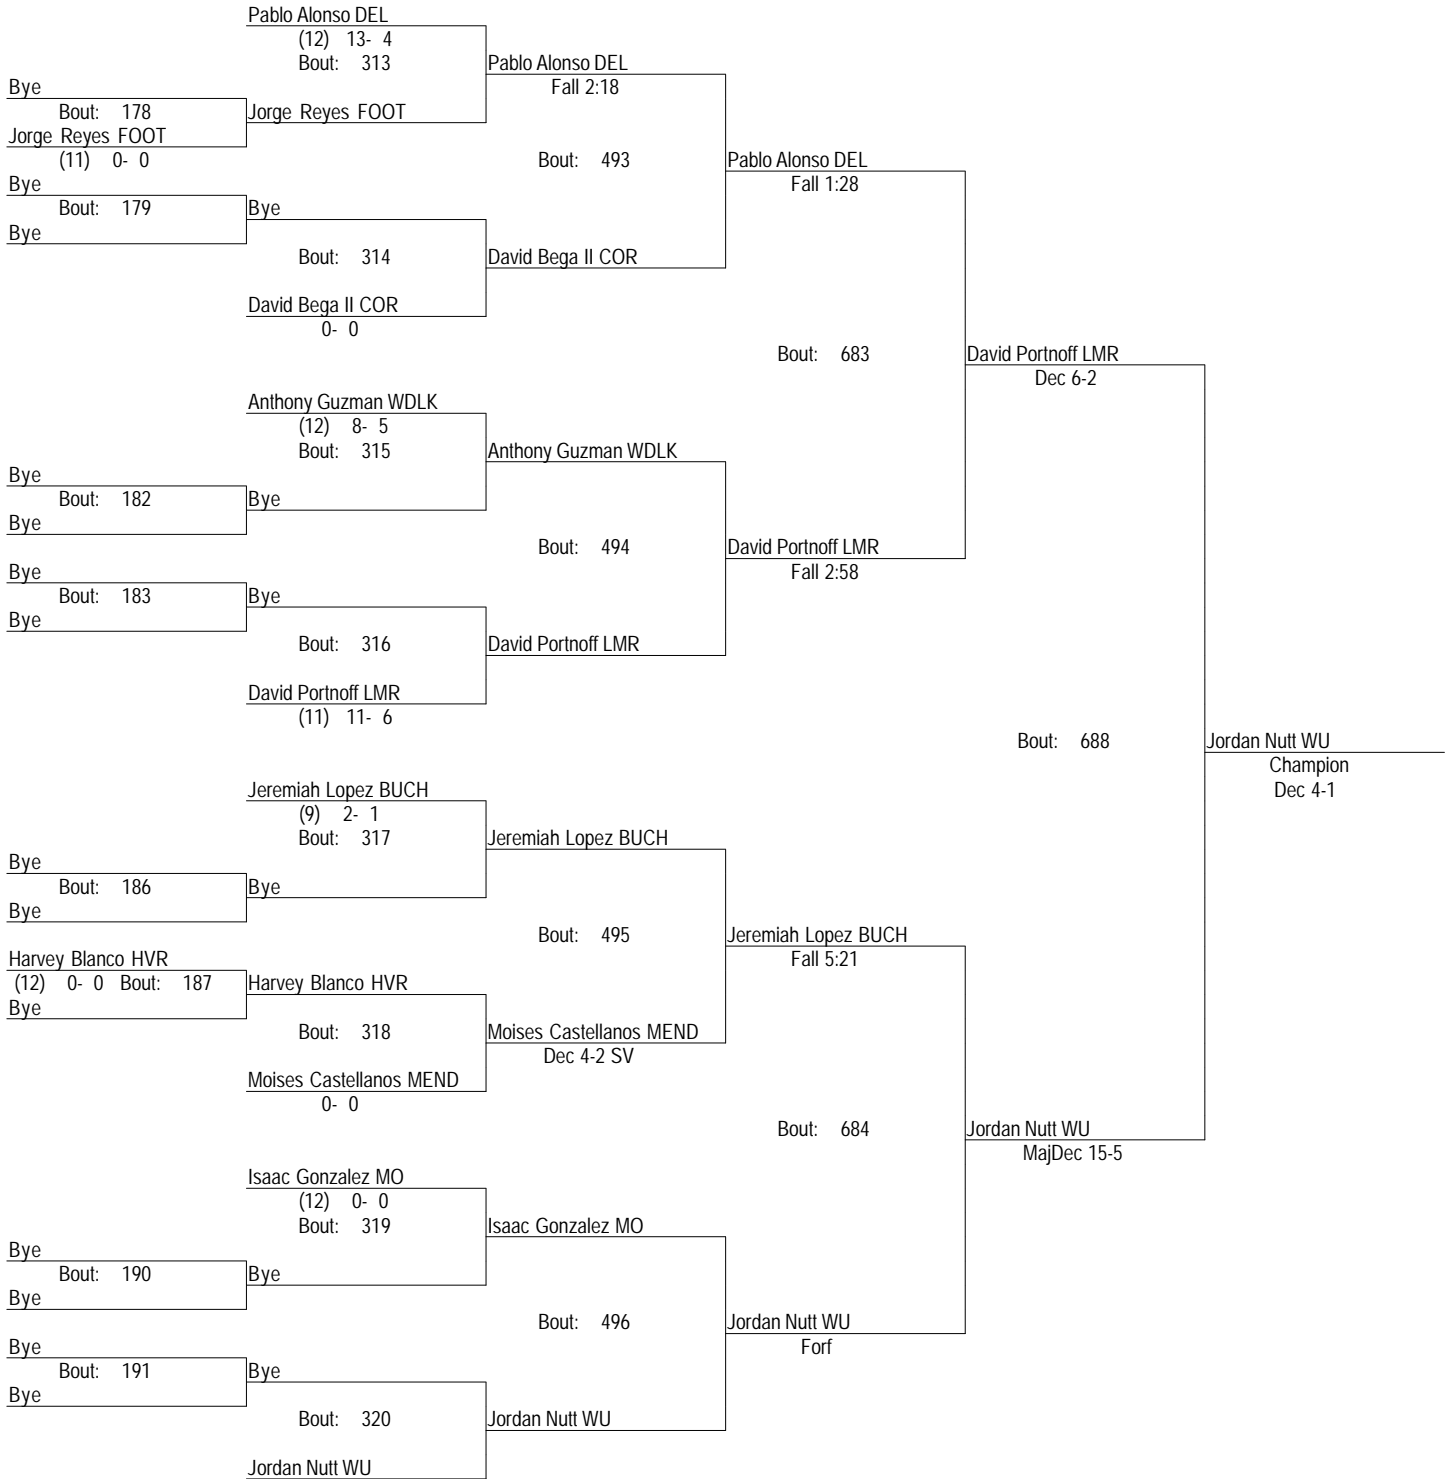 Pablo Alonso DEL
(12) 13- 4
Bout: 313
Pablo Alonso DEL
Fall 2:18
Bye
Bout: 178
Jorge Reyes FOOT
Jorge Reyes FOOT
(11) 0- 0
Bout: 493
Pablo Alonso DEL
Fall 1:28
Bye
Bout: 179
Bye
Bye
Bout: 314
David Bega II COR
David Bega II COR
0- 0
Bout: 683
David Portnoff LMR
Dec 6-2
Anthony Guzman WDLK
(12) 8- 5
Bout: 315
Anthony Guzman WDLK
Bye
Bout: 182
Bye
Bye
Bout: 494
David Portnoff LMR
Fall 2:58
Bye
Bout: 183
Bye
Bye
Bout: 316
David Portnoff LMR
David Portnoff LMR
(11) 11- 6
Bout: 688
Jordan Nutt WU
Champion
Dec 4-1
Jeremiah Lopez BUCH
(9) 2- 1
Bout: 317
Jeremiah Lopez BUCH
Bye
Bout: 186
Bye
Bye
Bout: 495
Jeremiah Lopez BUCH
Fall 5:21
Harvey Blanco HVR
(12) 0- 0 Bout: 187
Harvey Blanco HVR
Bye
Bout: 318
Moises Castellanos MEND
Dec 4-2 SV
Moises Castellanos MEND
0- 0
Bout: 684
Jordan Nutt WU
MajDec 15-5
Isaac Gonzalez MO
(12) 0- 0
Bout: 319
Isaac Gonzalez MO
Bye
Bout: 190
Bye
Bye
Bout: 496
Jordan Nutt WU
Forf
Bye
Bout: 191
Bye
Bye
Bout: 320
Jordan Nutt WU
Jordan Nutt WU